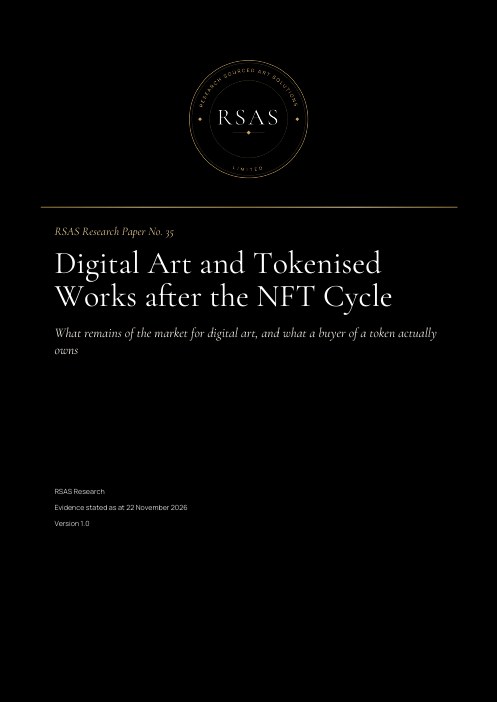 RESEARCH SOURCED ART SOLUTIONS
RSAS
LIMITED
RSAS Research Paper No. 35
Digital Art and Tokenised
Works after the NFT Cycle
What remains of the market for digital art, and what a buyer of a token actually
owns
RSAS Research
Evidence stated as at 22 November 2026
Version 1.0